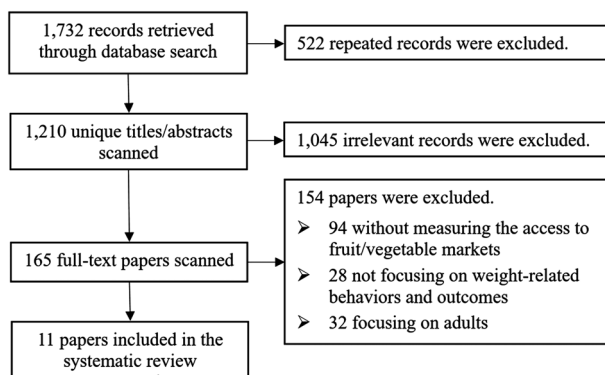 1,732 records retrieved
through database search
522 repeated records were excluded.
1,210 unique titles/abstracts
scanned
1,045 irrelevant records were excluded.
165 full-text papers scanned
154 papers were excluded.
➢ 94 without measuring the access to
fruit/vegetable markets
➢ 28 not focusing on weight-related
behaviors and outcomes
➢ 32 focusing on adults
11 papers included in the
systematic review